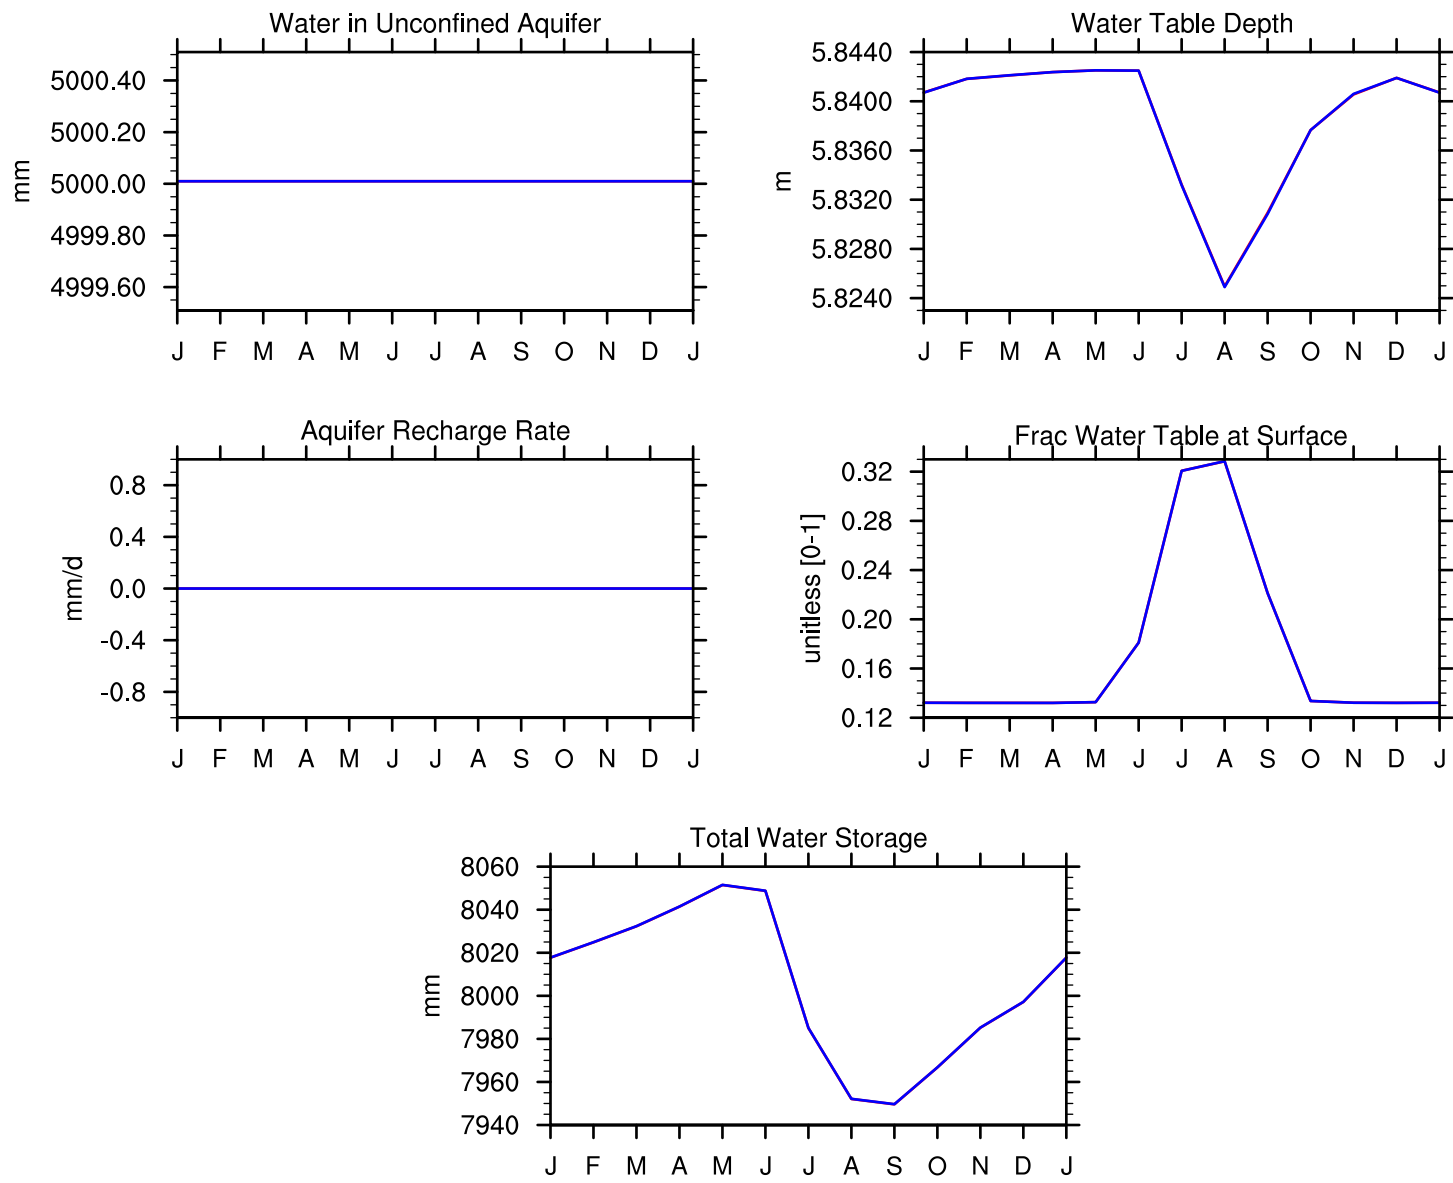 Water in Unconfined Aquifer
5000.40
5000.20
5000.00
4999.80
4999.60
mm
J F M A M J J A S O N D J
Water Table Depth
5.8440
5.8400
5.8360
5.8320
5.8280
5.8240
m
J F M A M J J A S O N D J
Aquifer Recharge Rate
0.8
0.4
0.0
-0.4
-0.8
mm/d
J F M A M J J A S O N D J
Frac Water Table at Surface
0.32
0.28
0.24
0.20
0.16
0.12
unitless [0-1]
J F M A M J J A S O N D J
Total Water Storage
8060
8040
8020
8000
7980
7960
7940
mm
J F M A M J J A S O N D J